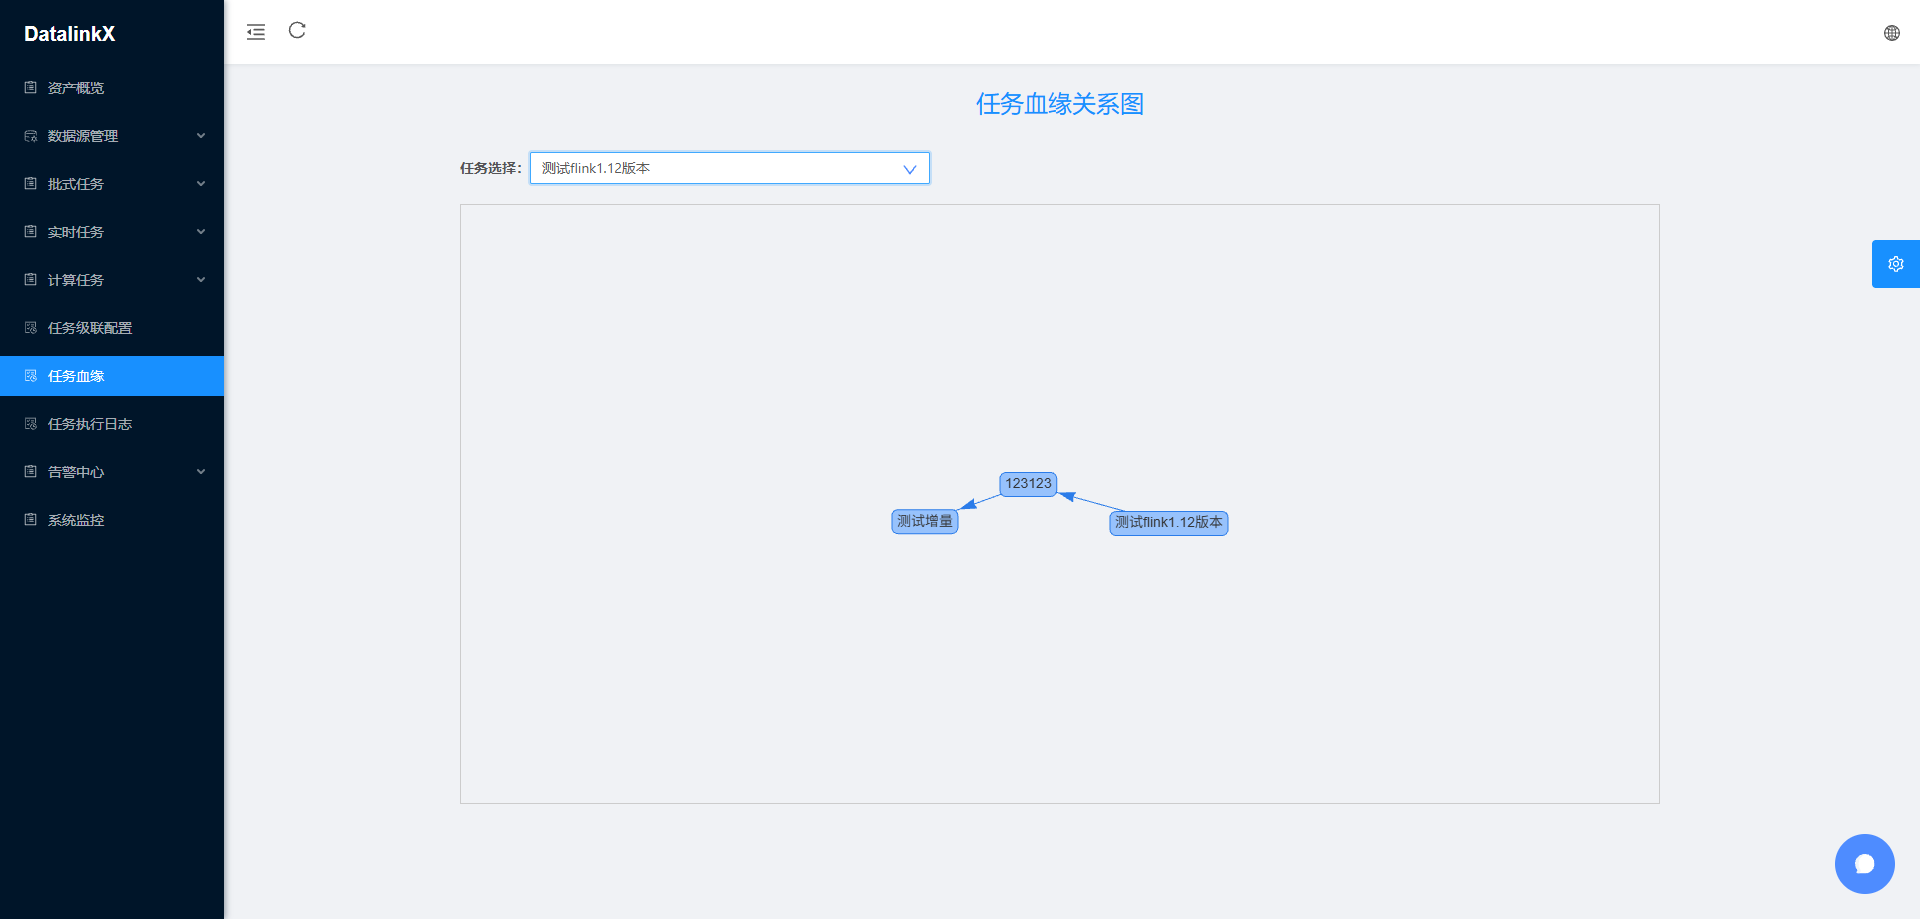 DatalinkX
资产概览
数据源管理
批式任务
实时任务
计算任务
任务级联配置
任务血缘
任务执行日志
告警中心
系统监控
任务血缘关系图
任务选择：
测试flink1.12版本
123123
测试增量
测试flink1.12版本